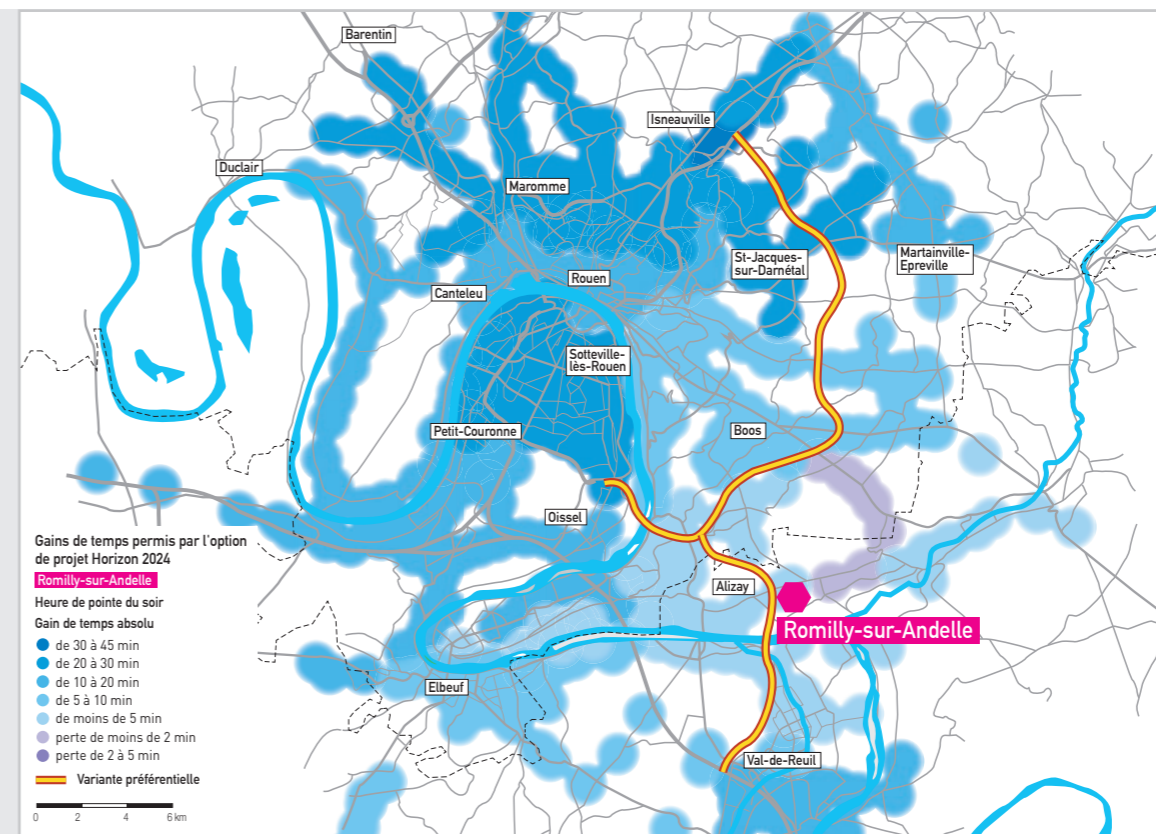 Barentin
Isneauville
Duclair
Maromme
St-Jacques-
sur-Darnétal
Martainville-
Epreville
Rouen
Canteleu
Sotteville-
lès-Rouen
Petit-Couronne
Boos
Oissel
Alizay
Romilly-sur-Andelle
Elbeuf
Val-de-Reuil
Gains de temps permis par l'option
de projet Horizon 2024
Romilly-sur-Andelle
Heure de pointe du soir
Gain de temps absolu
de 30 à 45 min
de 20 à 30 min
de 10 à 20 min
de 5 à 10 min
de moins de 5 min
perte de moins de 2 min
perte de 2 à 5 min
Variante préférentielle
0 2 4 6 km